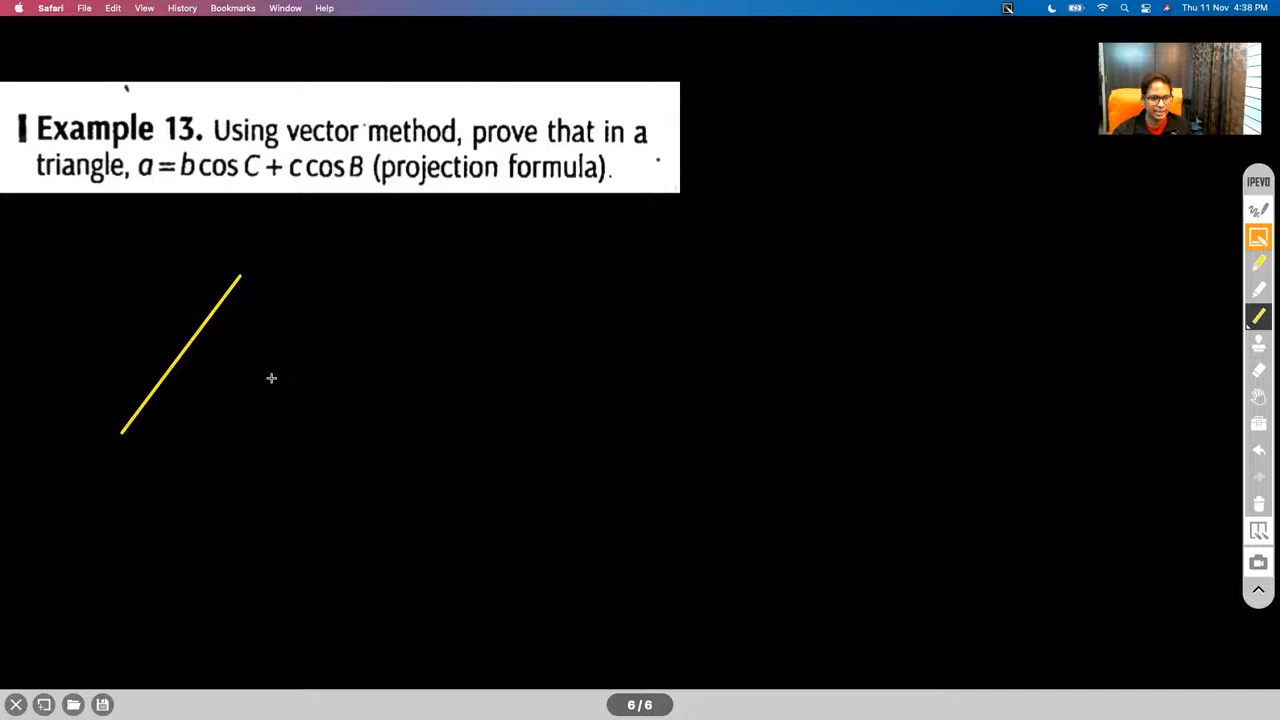 Safari File Edit View History Bookmarks Window Help Thu 11 Nov 4:38 PM
Example 13. Using vector method, prove that in a
triangle, a = b cos C + c cos B (projection formula).
IPEVO
6 / 6